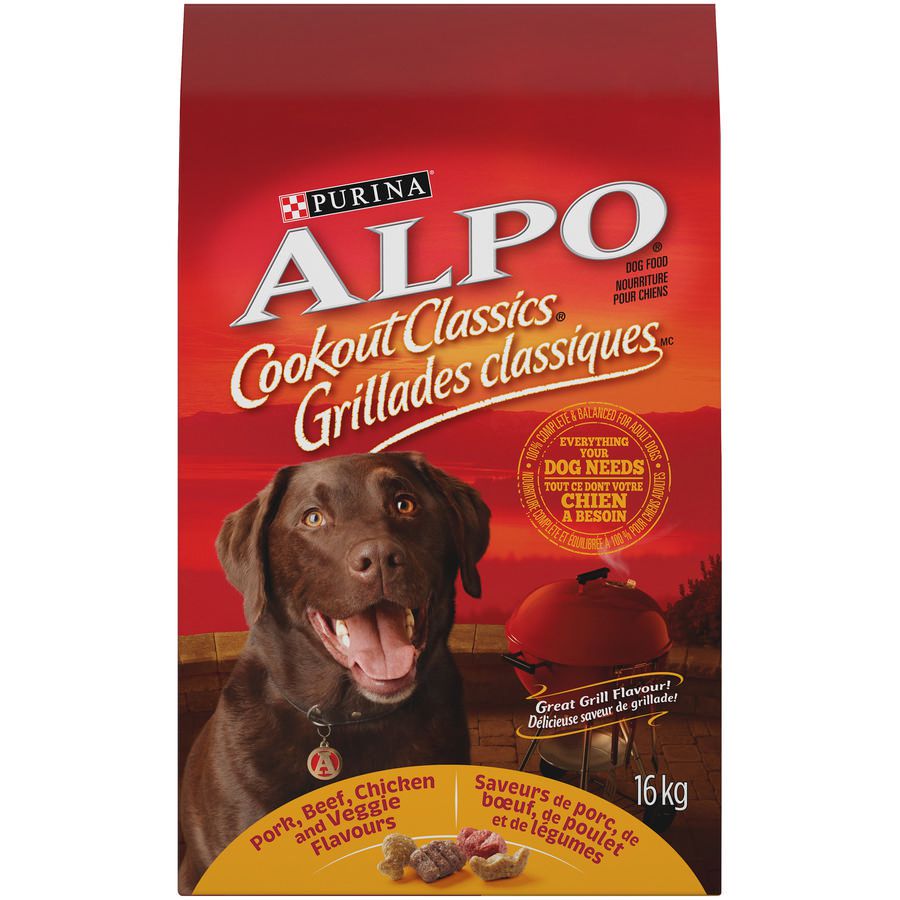 PURINA®
ALPO®
DOG FOOD
NOURRITURE
POUR CHIENS
Cookout Classics®
Grillades classiques MC
• 100% COMPLETE & BALANCED FOR ADULT DOGS •
EVERYTHING
YOUR
DOG NEEDS
TOUT CE DONT VOTRE
CHIEN
A BESOIN
NOURRITURE COMPLÈTE ET ÉQUILIBRÉE À 100 % POUR CHIENS ADULTES
Great Grill Flavour!
Délicieuse saveur de grillade!
A
16 kg
Pork, Beef, Chicken
and Veggie
Flavours
Saveurs de porc, de
bœuf, de poulet
et de légumes